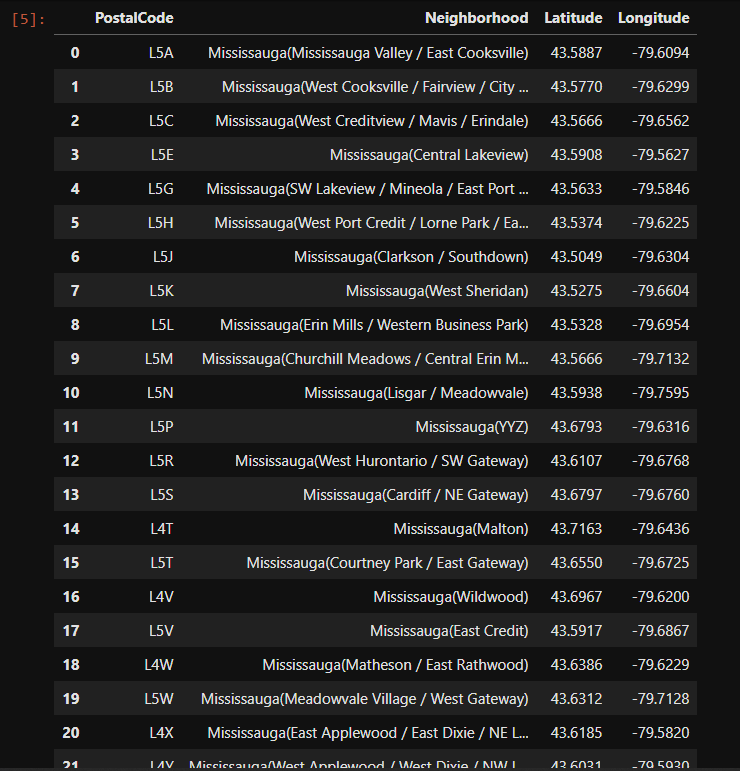 [5]: PostalCode Neighborhood Latitude Longitude
0 L5A Mississauga(Mississauga Valley / East Cooksville) 43.5887 -79.6094
1 L5B Mississauga(West Cooksville / Fairview / City ... 43.5770 -79.6299
2 L5C Mississauga(West Creditview / Mavis / Erindale) 43.5666 -79.6562
3 L5E Mississauga(Central Lakeview) 43.5908 -79.5627
4 L5G Mississauga(SW Lakeview / Mineola / East Port ... 43.5633 -79.5846
5 L5H Mississauga(West Port Credit / Lorne Park / Ea... 43.5374 -79.6225
6 L5J Mississauga(Clarkson / Southdown) 43.5049 -79.6304
7 L5K Mississauga(West Sheridan) 43.5275 -79.6604
8 L5L Mississauga(Erin Mills / Western Business Park) 43.5328 -79.6954
9 L5M Mississauga(Churchill Meadows / Central Erin M... 43.5666 -79.7132
10 L5N Mississauga(Lisgar / Meadowvale) 43.5938 -79.7595
11 L5P Mississauga(YYZ) 43.6793 -79.6316
12 L5R Mississauga(West Hurontario / SW Gateway) 43.6107 -79.6768
13 L5S Mississauga(Cardiff / NE Gateway) 43.6797 -79.6760
14 L4T Mississauga(Malton) 43.7163 -79.6436
15 L5T Mississauga(Courtney Park / East Gateway) 43.6550 -79.6725
16 L4V Mississauga(Wildwood) 43.6967 -79.6200
17 L5V Mississauga(East Credit) 43.5917 -79.6867
18 L4W Mississauga(Matheson / East Rathwood) 43.6386 -79.6229
19 L5W Mississauga(Meadowvale Village / West Gateway) 43.6312 -79.7128
20 L4X Mississauga(East Applewood / East Dixie / NE L... 43.6185 -79.5820
21 L4Y Mississauga(West Applewood / West Dixie / NW L... 43.6031 -79.5930